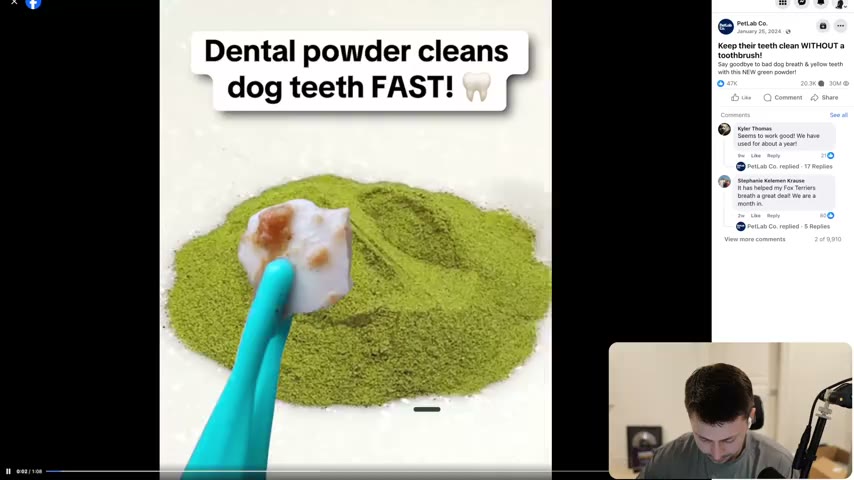 Dental powder cleans
dog teeth FAST! 🦷
0:02 / 1:08
PetLab Co.
January 25, 2024
Keep their teeth clean WITHOUT a
toothbrush!
Say goodbye to bad dog breath & yellow teeth
with this NEW green powder!
47K
20.3K
30M
Like
Comment
Share
Comments
See all
Kyler Thomas
Seems to work good! We have
used for about a year!
9w Like Reply
21
PetLab Co. replied · 17 Replies
Stephanie Kelemen Krause
It has helped my Fox Terriers
breath a great deal! We are a
month in.
2w Like Reply
80
PetLab Co. replied · 5 Replies
View more comments
2 of 9,910